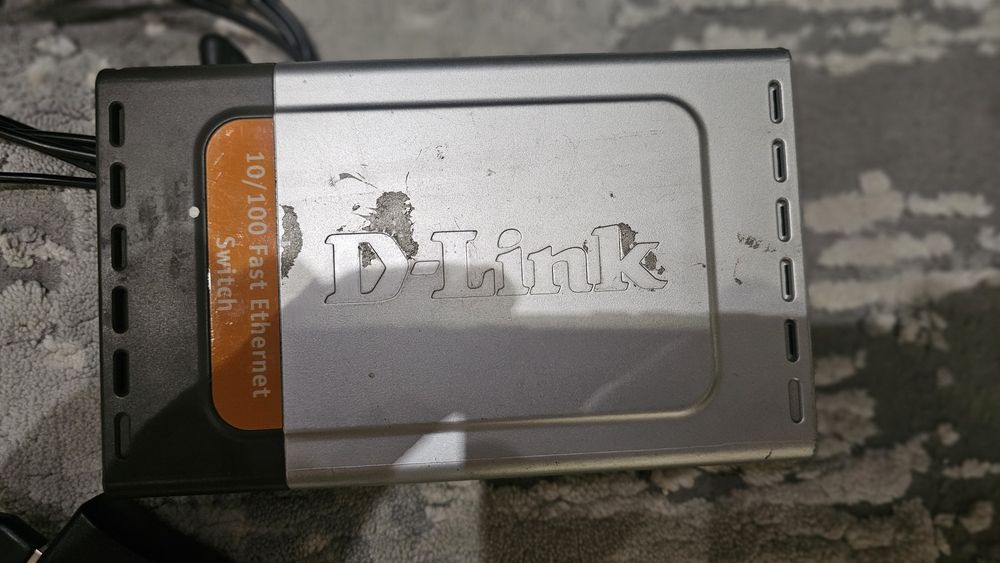 D-Link
10/100 Fast Ethernet
Switch